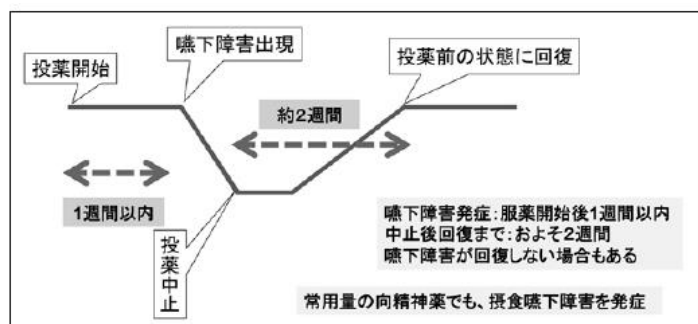 嚥下障害出現
投薬前の状態に回復
投薬開始
約2週間
1週間以内
投薬中止
嚥下障害発症:服薬開始後1週間以内
中止後回復まで:およそ2週間
嚥下障害が回復しない場合もある
常用量の向精神薬でも、摂食嚥下障害を発症